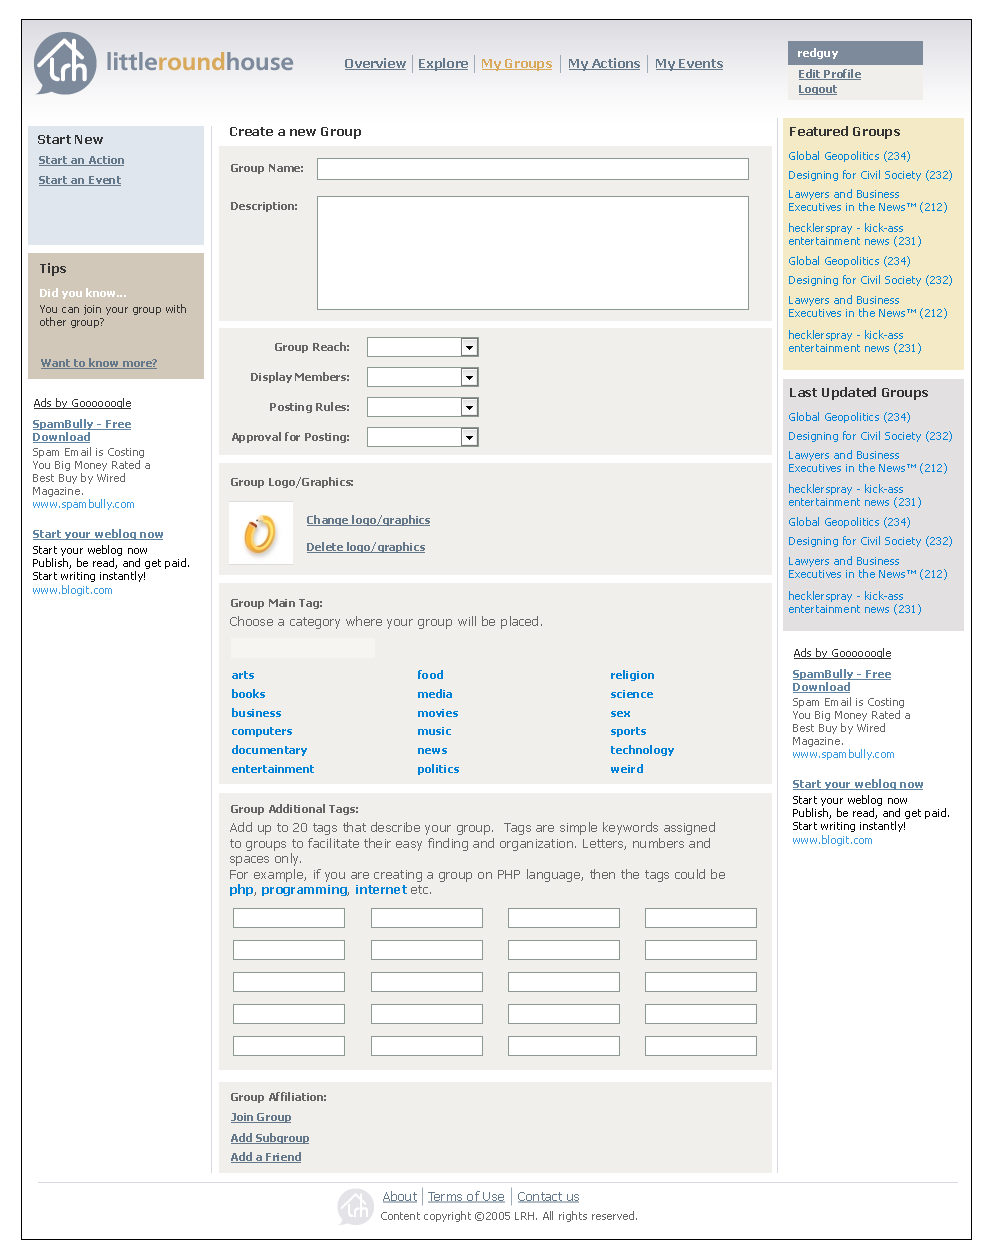 lrh
littleroundhouse
Overview
Explore
My Groups
My Actions
My Events
redguy
Edit Profile
Logout
Start New
Start an Action
Start an Event
Tips
Did you know...
You can join your group with
other group?
Want to know more?
Ads by Goooooogle
SpamBully - Free
Download
Spam Email is Costing
You Big Money Rated a
Best Buy by Wired
Magazine.
www.spambully.com
Start your weblog now
Start your weblog now
Publish, be read, and get paid.
Start writing instantly!
www.blogit.com
Create a new Group
Group Name:
Description:
Group Reach:
Display Members:
Posting Rules:
Approval for Posting:
Group Logo/Graphics:
Change logo/graphics
Delete logo/graphics
Group Main Tag:
Choose a category where your group will be placed.
arts food religion
books media science
business movies sex
computers music sports
documentary news technology
entertainment politics weird
Group Additional Tags:
Add up to 20 tags that describe your group.  Tags are simple keywords assigned
to groups to facilitate their easy finding and organization. Letters, numbers and
spaces only.
For example, if you are creating a group on PHP language, then the tags could be
php, programming, internet etc.
Group Affiliation:
Join Group
Add Subgroup
Add a Friend
Featured Groups
Global Geopolitics (234)
Designing for Civil Society (232)
Lawyers and Business
Executives in the News™ (212)
hecklerspray - kick-ass
entertainment news (231)
Global Geopolitics (234)
Designing for Civil Society (232)
Lawyers and Business
Executives in the News™ (212)
hecklerspray - kick-ass
entertainment news (231)
Last Updated Groups
Global Geopolitics (234)
Designing for Civil Society (232)
Lawyers and Business
Executives in the News™ (212)
hecklerspray - kick-ass
entertainment news (231)
Global Geopolitics (234)
Designing for Civil Society (232)
Lawyers and Business
Executives in the News™ (212)
hecklerspray - kick-ass
entertainment news (231)
Ads by Goooooogle
SpamBully - Free
Download
Spam Email is Costing
You Big Money Rated a
Best Buy by Wired
Magazine.
www.spambully.com
Start your weblog now
Start your weblog now
Publish, be read, and get paid.
Start writing instantly!
www.blogit.com
lrh
About
Terms of Use
Contact us
Content copyright ©2005 LRH. All rights reserved.